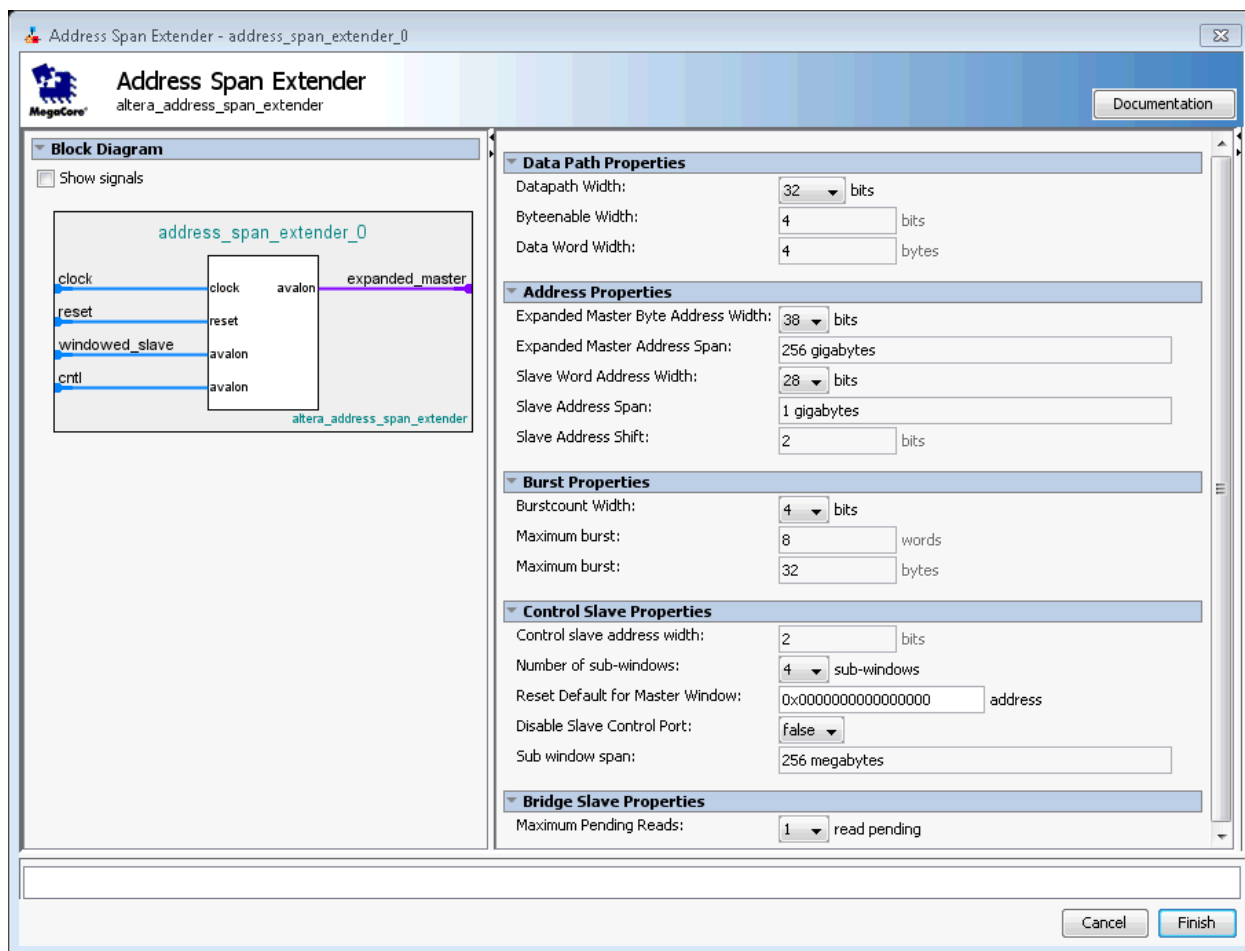 Address Span Extender - address_span_extender_0
MegaCore®
Address Span Extender
altera_address_span_extender
Documentation
Block Diagram
Show signals
address_span_extender_0
clock
clock
avalon
expanded_master
reset
reset
windowed_slave
avalon
cntl
avalon
altera_address_span_extender
Data Path Properties
Datapath Width: 32 bits
Byteenable Width: 4 bits
Data Word Width: 4 bytes
Address Properties
Expanded Master Byte Address Width: 38 bits
Expanded Master Address Span: 256 gigabytes
Slave Word Address Width: 28 bits
Slave Address Span: 1 gigabytes
Slave Address Shift: 2 bits
Burst Properties
Burstcount Width: 4 bits
Maximum burst: 8 words
Maximum burst: 32 bytes
Control Slave Properties
Control slave address width: 2 bits
Number of sub-windows: 4 sub-windows
Reset Default for Master Window: 0x0000000000000000 address
Disable Slave Control Port: false
Sub window span: 256 megabytes
Bridge Slave Properties
Maximum Pending Reads: 1 read pending
Cancel
Finish